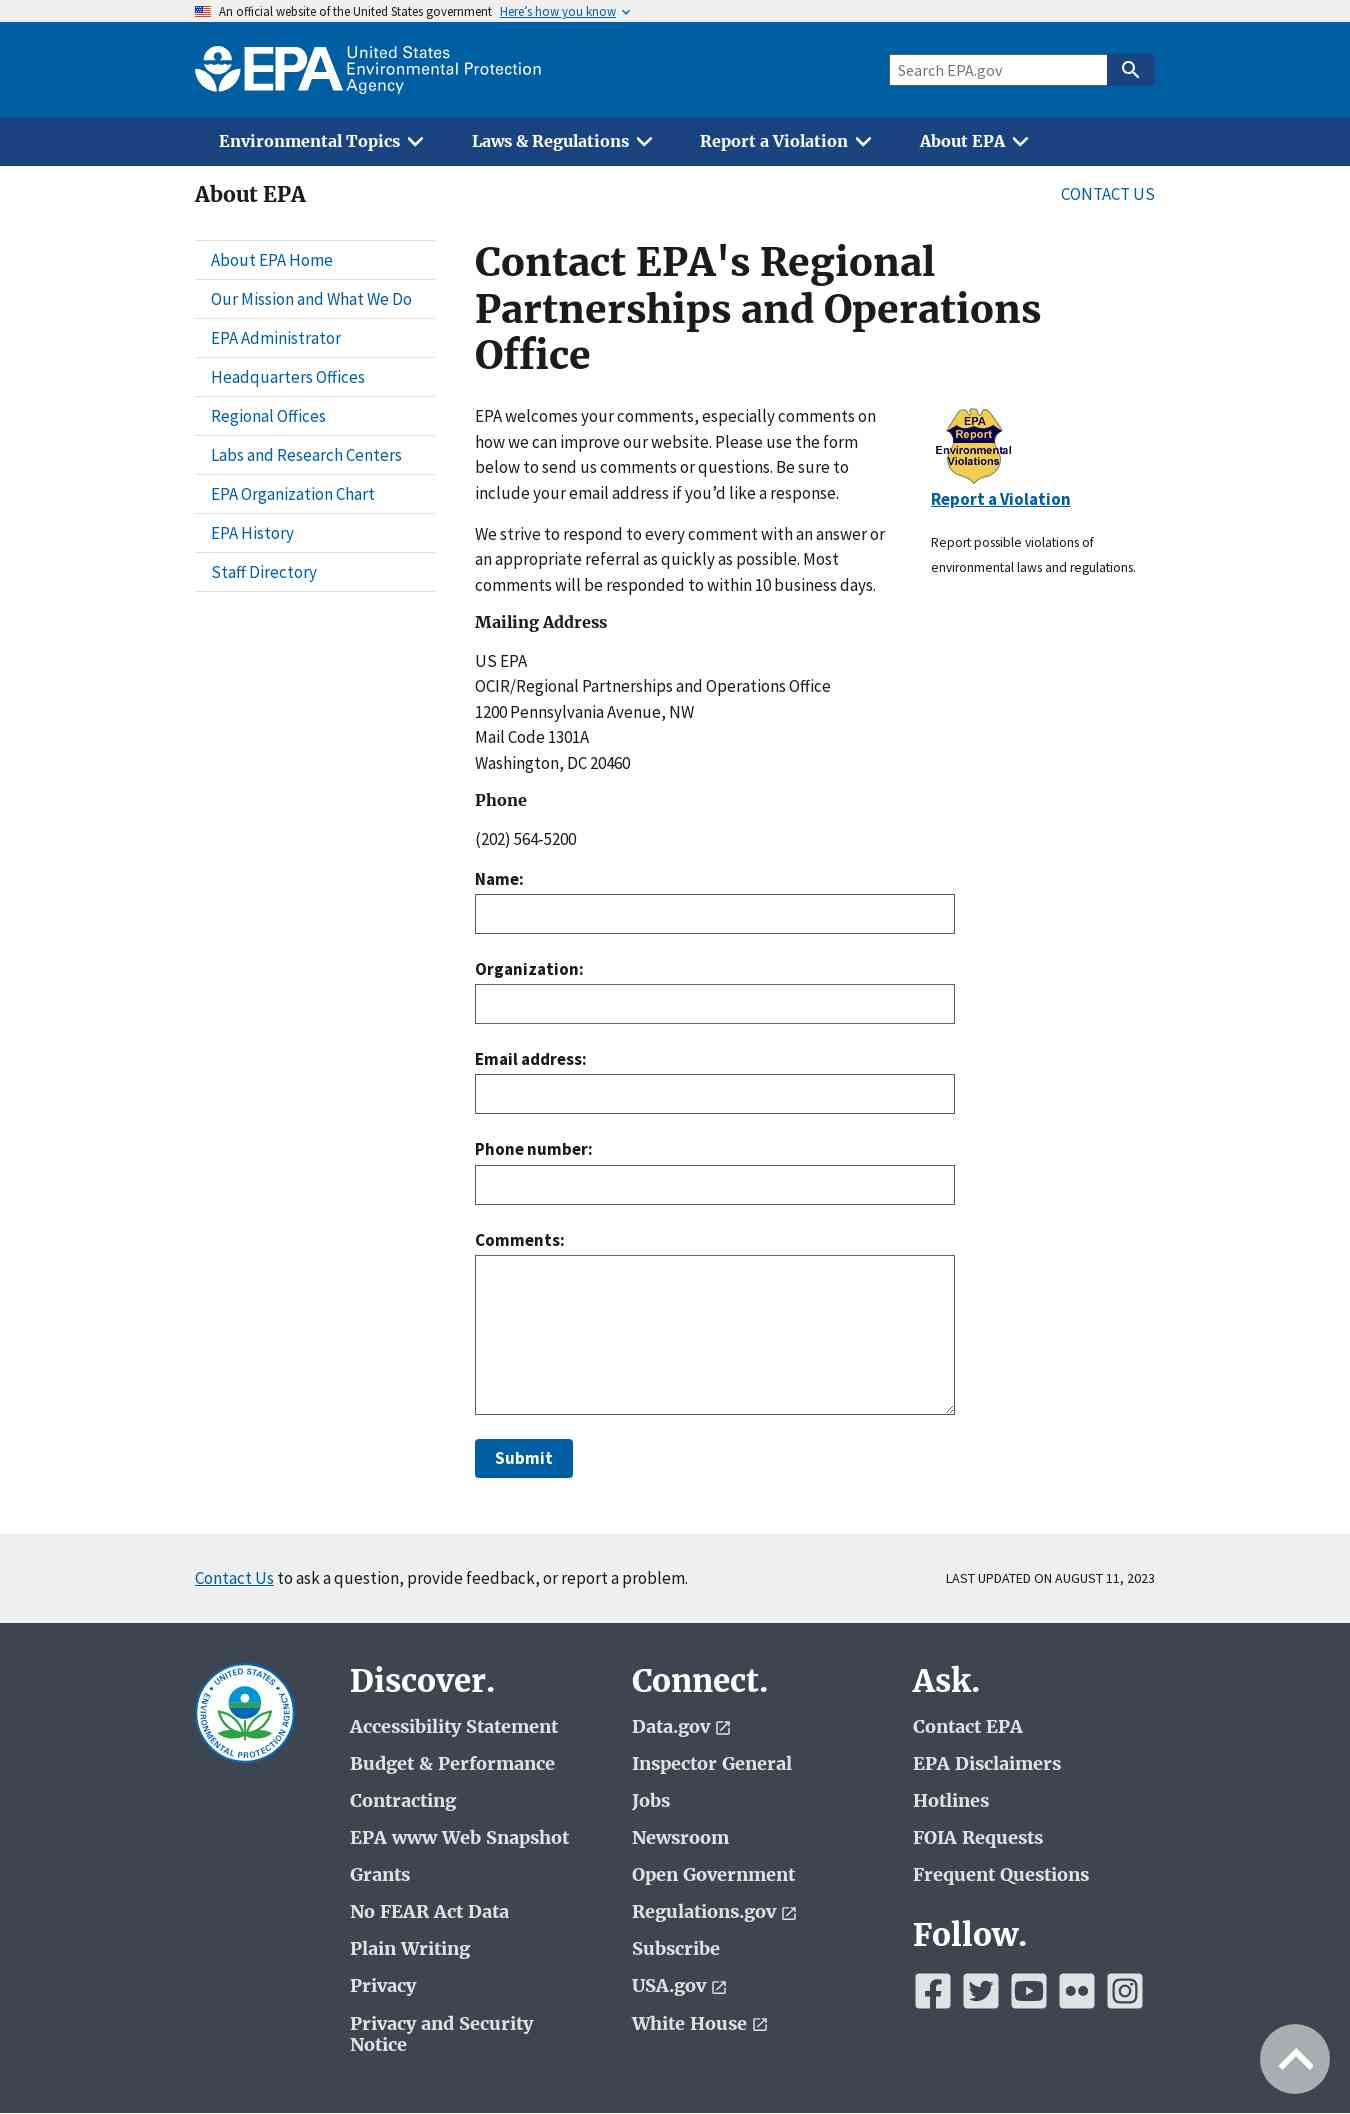 An official website of the United States government Here’s how you know
EPA United States
Environmental Protection
Agency
Search EPA.gov
Environmental Topics
Laws & Regulations
Report a Violation
About EPA
About EPA
CONTACT US
About EPA Home
Our Mission and What We Do
EPA Administrator
Headquarters Offices
Regional Offices
Labs and Research Centers
EPA Organization Chart
EPA History
Staff Directory
Contact EPA's Regional
Partnerships and Operations
Office
EPA welcomes your comments, especially comments on
how we can improve our website. Please use the form
below to send us comments or questions. Be sure to
include your email address if you’d like a response.
We strive to respond to every comment with an answer or
an appropriate referral as quickly as possible. Most
comments will be responded to within 10 business days.
EPA
Report
Environmental
Violations
Report a Violation
Report possible violations of
environmental laws and regulations.
Mailing Address
US EPA
OCIR/Regional Partnerships and Operations Office
1200 Pennsylvania Avenue, NW
Mail Code 1301A
Washington, DC 20460
Phone
(202) 564-5200
Name:
Organization:
Email address:
Phone number:
Comments:
Submit
Contact Us to ask a question, provide feedback, or report a problem.
LAST UPDATED ON AUGUST 11, 2023
UNITED STATES
ENVIRONMENTAL PROTECTION AGENCY
Discover.
Accessibility Statement
Budget & Performance
Contracting
EPA www Web Snapshot
Grants
No FEAR Act Data
Plain Writing
Privacy
Privacy and Security
Notice
Connect.
Data.gov
Inspector General
Jobs
Newsroom
Open Government
Regulations.gov
Subscribe
USA.gov
White House
Ask.
Contact EPA
EPA Disclaimers
Hotlines
FOIA Requests
Frequent Questions
Follow.